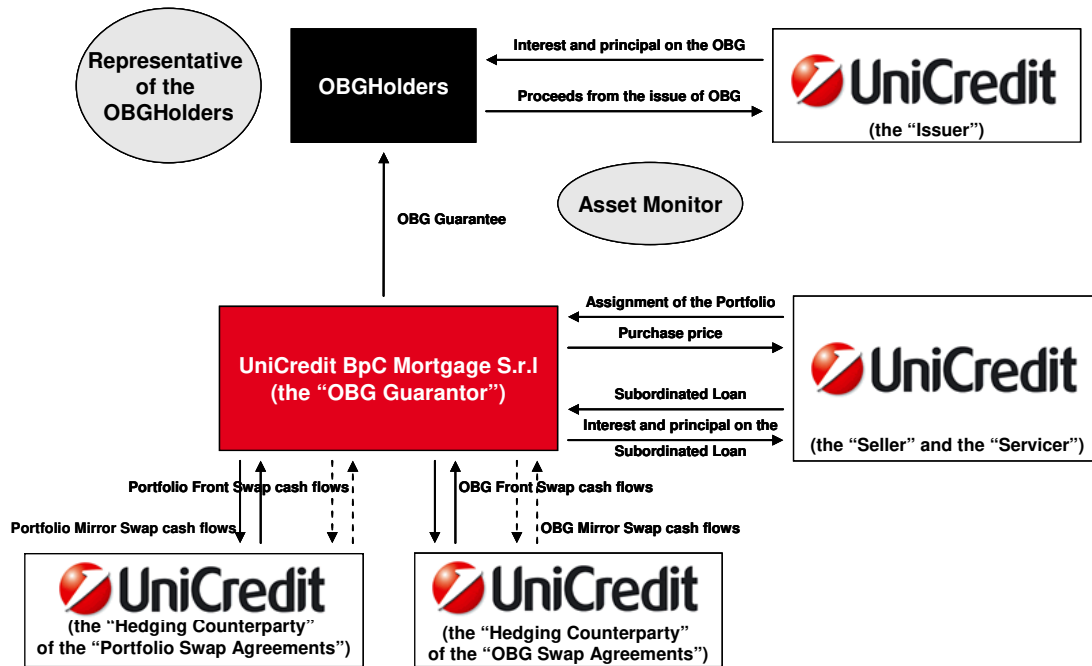 Representative
of the
OBGHolders
OBGHolders
Interest and principal on the OBG
Proceeds from the issue of OBG
UniCredit
(the “Issuer”)
OBG Guarantee
Asset Monitor
UniCredit BpC Mortgage S.r.l
(the “OBG Guarantor”)
Assignment of the Portfolio
Purchase price
Subordinated Loan
Interest and principal on the
Subordinated Loan
UniCredit
(the “Seller” and the “Servicer”)
Portfolio Front Swap cash flows
OBG Front Swap cash flows
Portfolio Mirror Swap cash flows
OBG Mirror Swap cash flows
UniCredit
(the “Hedging Counterparty”
of the “Portfolio Swap Agreements”)
UniCredit
(the “Hedging Counterparty”
of the “OBG Swap Agreements”)